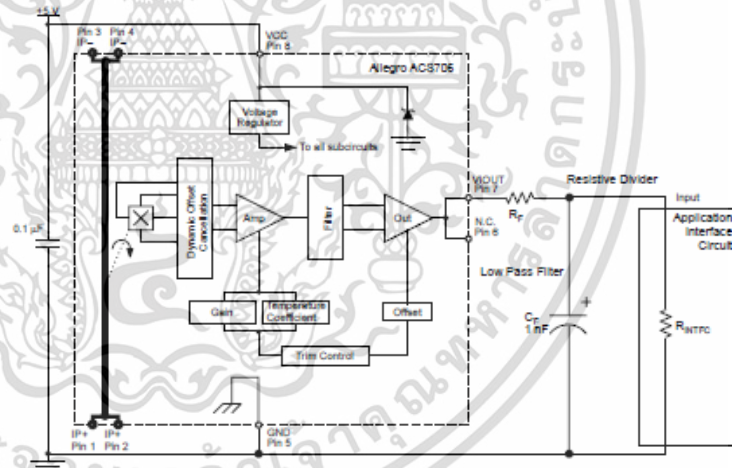 +5 V
Pin 3 Pin 4
IP– IP–
VCC
Pin 8
Allegro ACS706
Voltage
Regulator
To all subcircuits
0.1 µF
Dynamic Offset
Cancellation
Amp
Filter
Out
VIOUT
Pin 7
N.C.
Pin 6
RF
Resistive Divider
Input
Application
Interface
Circuit
Low Pass Filter
CF
1 nF
+
RINTFC
Gain
Temperature
Coefficient
Offset
Trim Control
IP+ IP+
Pin 1 Pin 2
GND
Pin 5